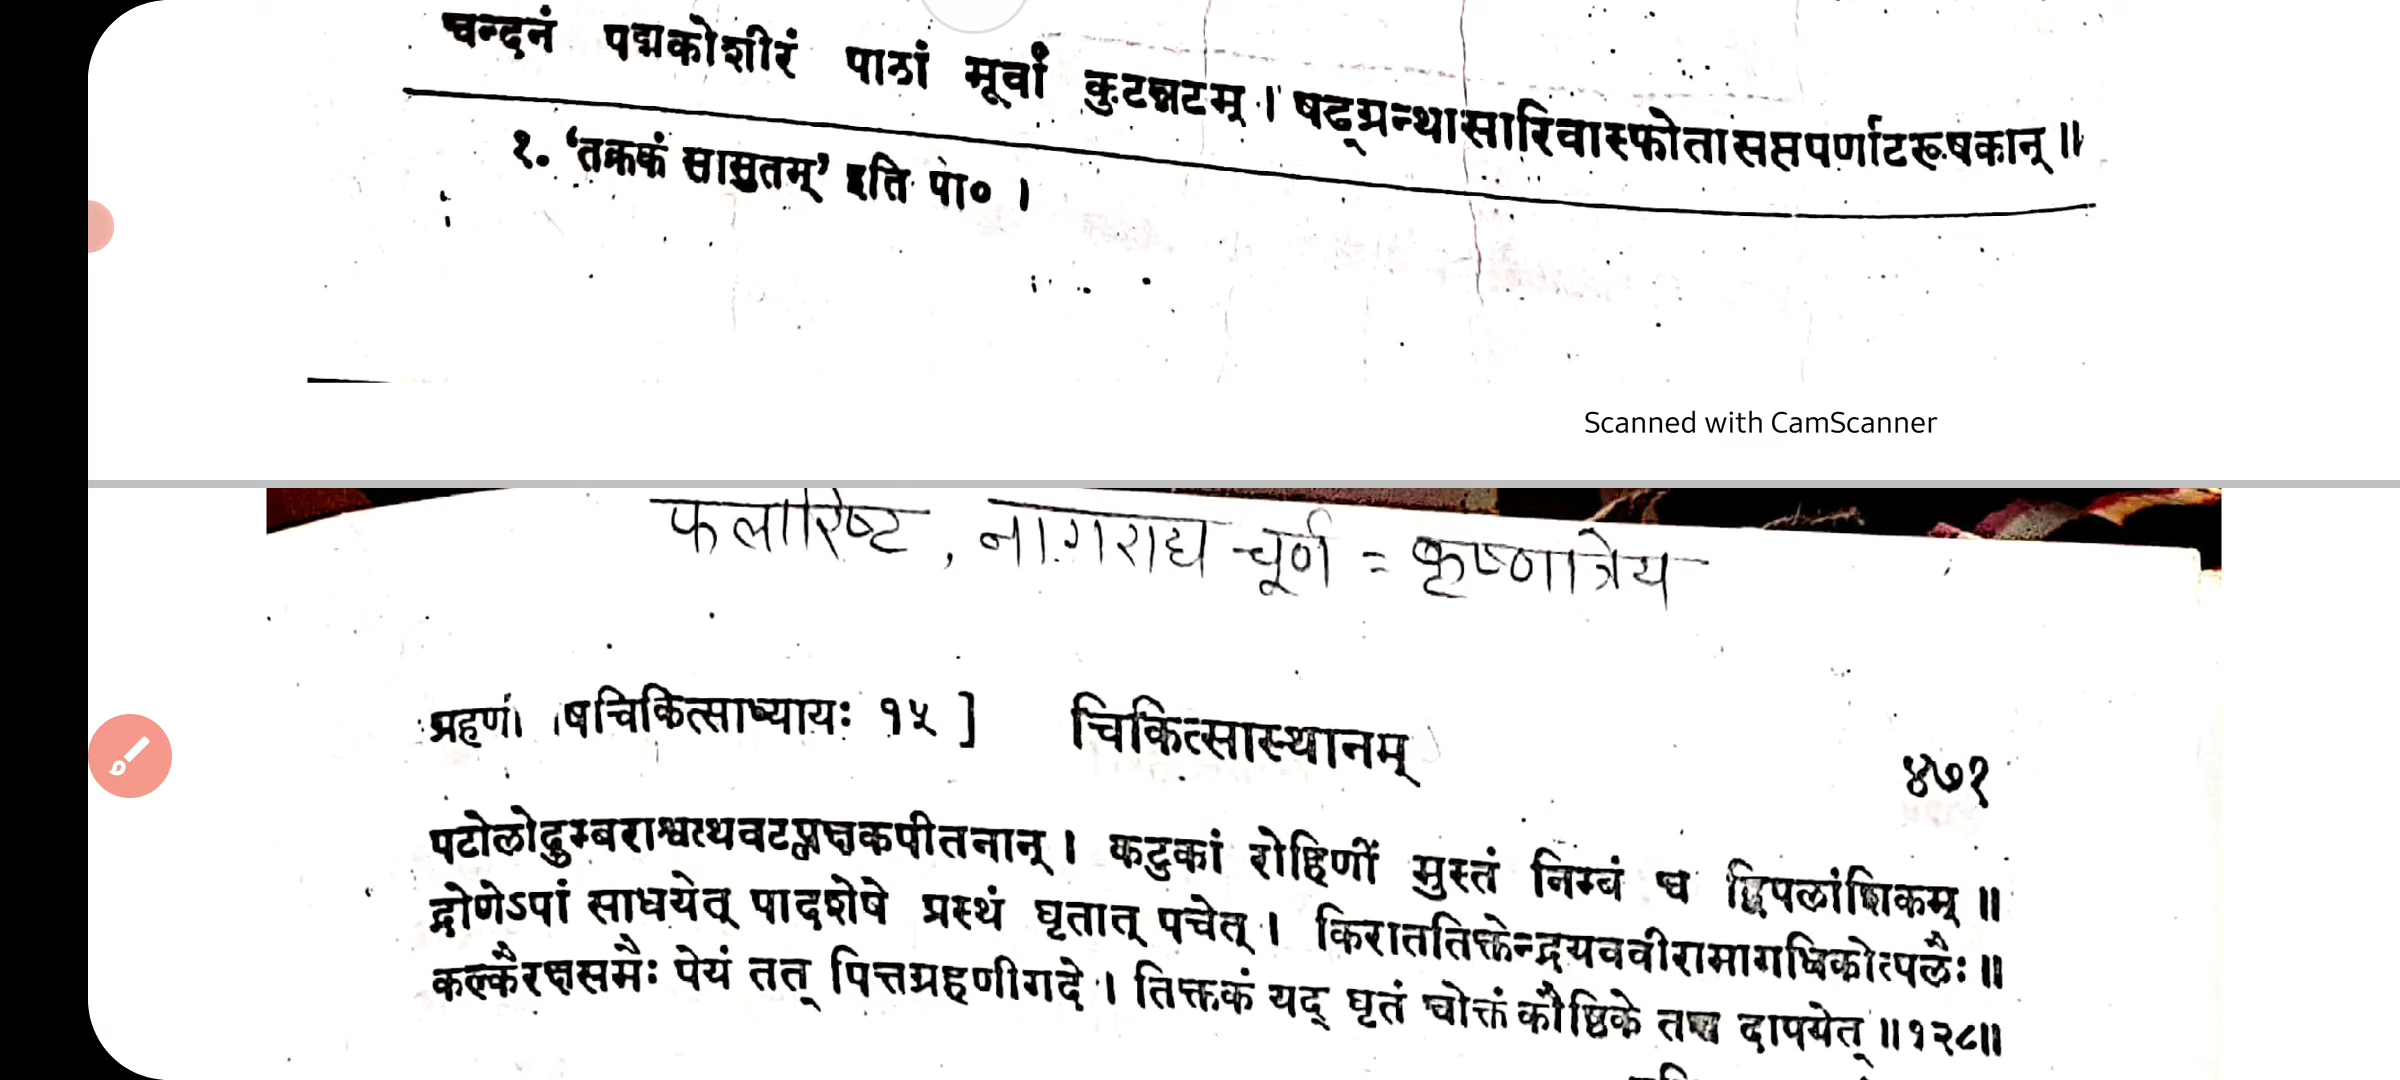 चन्दनं पद्मकोशीरं पाठां मूर्वां कुटन्नटम् । षड्ग्रन्थासारिवास्फोतासप्तपर्णाटरूषकान् ॥
१. ‘तक्रकं सासुतम्’ इति पा० ।
Scanned with CamScanner
फलारिष्ट, नागराद्य चूर्ण = कृष्णात्रेय
चिकित्साध्यायः १५ ] चिकित्सास्थानम् ४७१
पटोलोदुम्बराश्वत्थवटप्लक्षकपीतनान् । कटुकां रोहिणीं मुस्तं निम्बं च द्विपलांशिकम् ॥
द्रोणेऽपां साधयेत् पादशेषे प्रस्थं घृतात् पचेत् । किराततिक्तेन्द्रयववीरामागधिकोत्पलैः ॥
कल्कैरक्षसमैः पेयं तत् पित्तग्रहणीगदे । तिक्तकं यद् घृतं चोक्तं कौष्ठिके तच्च दापयेत् ॥१२८॥